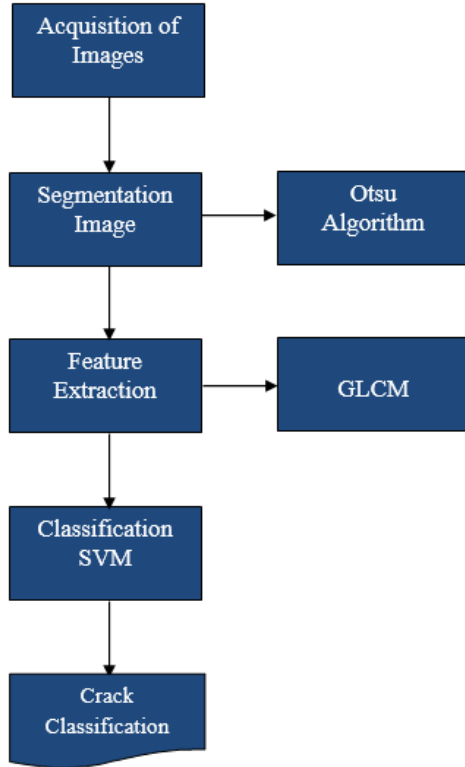 Acquisition of
Images
Segmentation
Image
Otsu
Algorithm
Feature
Extraction
GLCM
Classification
SVM
Crack
Classification